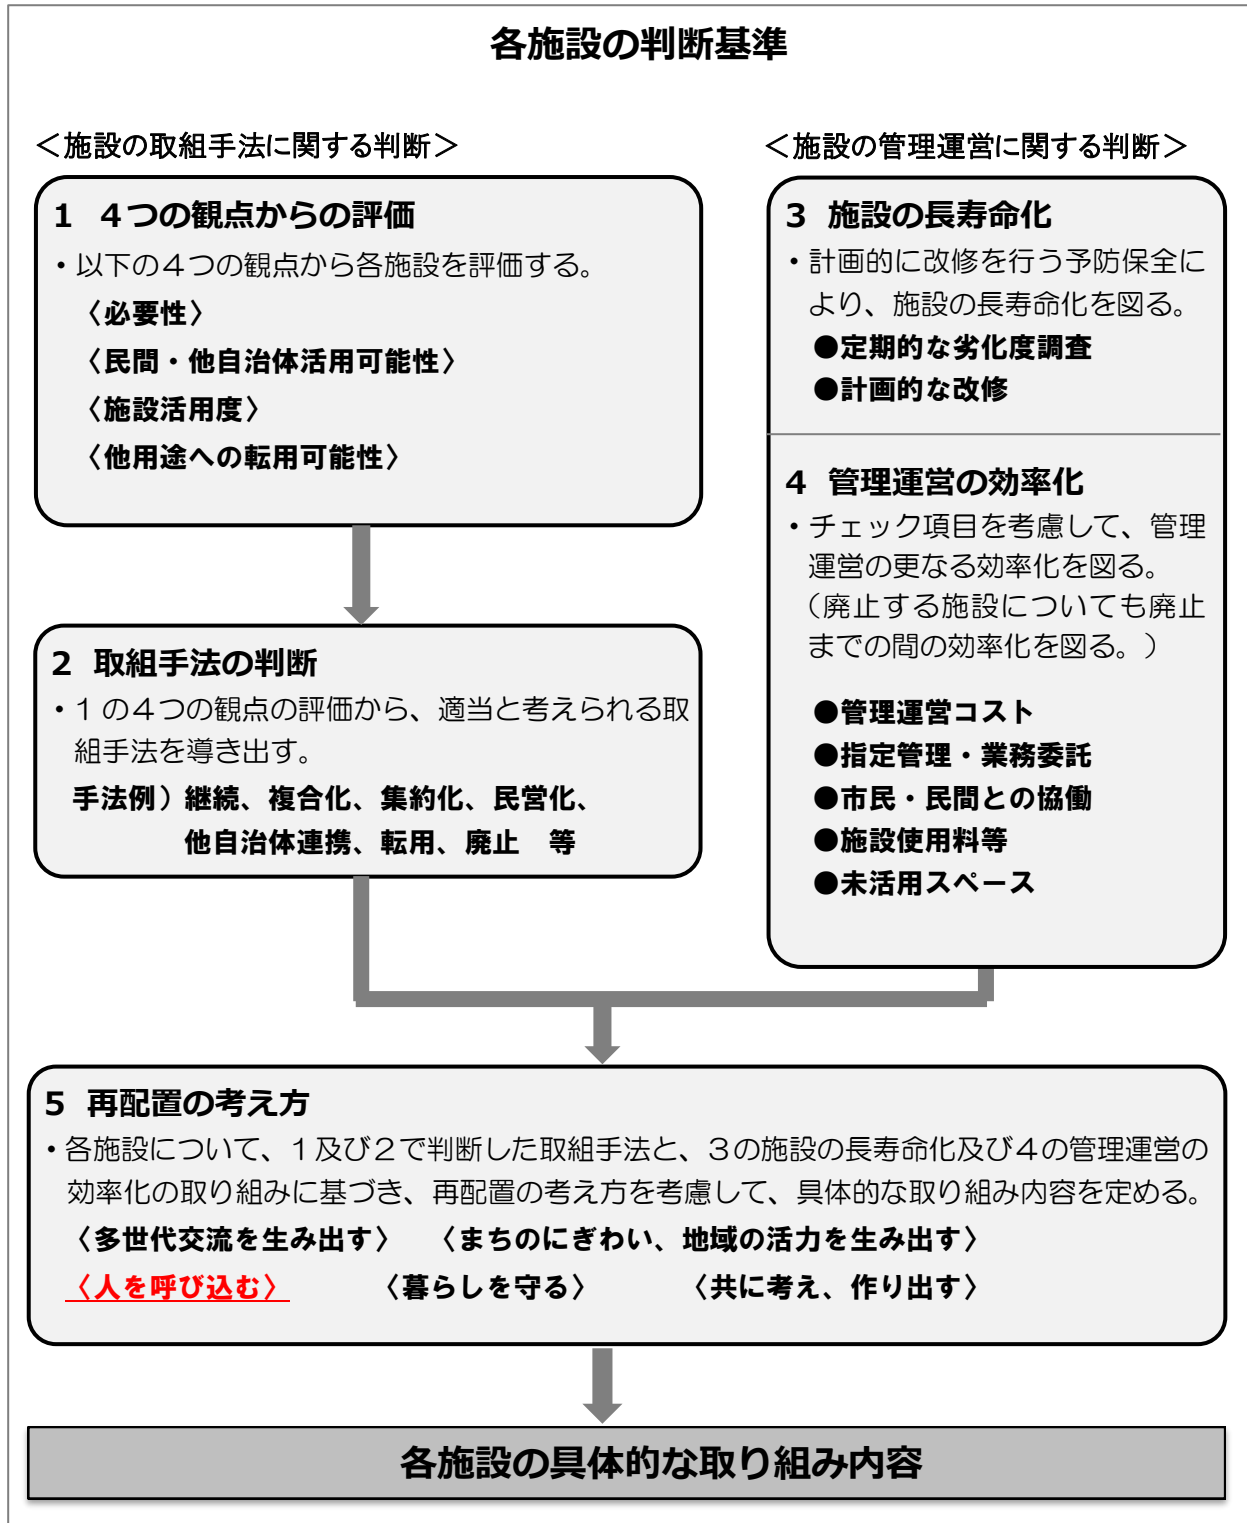 各施設の判断基準
＜施設の取組手法に関する判断＞
1 ４つの観点からの評価
・以下の４つの観点から各施設を評価する。
〈必要性〉
〈民間・他自治体活用可能性〉
〈施設活用度〉
〈他用途への転用可能性〉
2 取組手法の判断
・１の４つの観点の評価から、適当と考えられる取
組手法を導き出す。
手法例）継続、複合化、集約化、民営化、
他自治体連携、転用、廃止　等
＜施設の管理運営に関する判断＞
3 施設の長寿命化
・計画的に改修を行う予防保全に
より、施設の長寿命化を図る。
●定期的な劣化度調査
●計画的な改修
4 管理運営の効率化
・チェック項目を考慮して、管理
運営の更なる効率化を図る。
（廃止する施設についても廃止
までの間の効率化を図る。）
●管理運営コスト
●指定管理・業務委託
●市民・民間との協働
●施設使用料等
●未活用スペース
5 再配置の考え方
・各施設について、１及び２で判断した取組手法と、３の施設の長寿命化及び４の管理運営の
効率化の取り組みに基づき、再配置の考え方を考慮して、具体的な取り組み内容を定める。
〈多世代交流を生み出す〉　〈まちのにぎわい、地域の活力を生み出す〉
〈人を呼び込む〉　〈暮らしを守る〉　〈共に考え、作り出す〉
各施設の具体的な取り組み内容